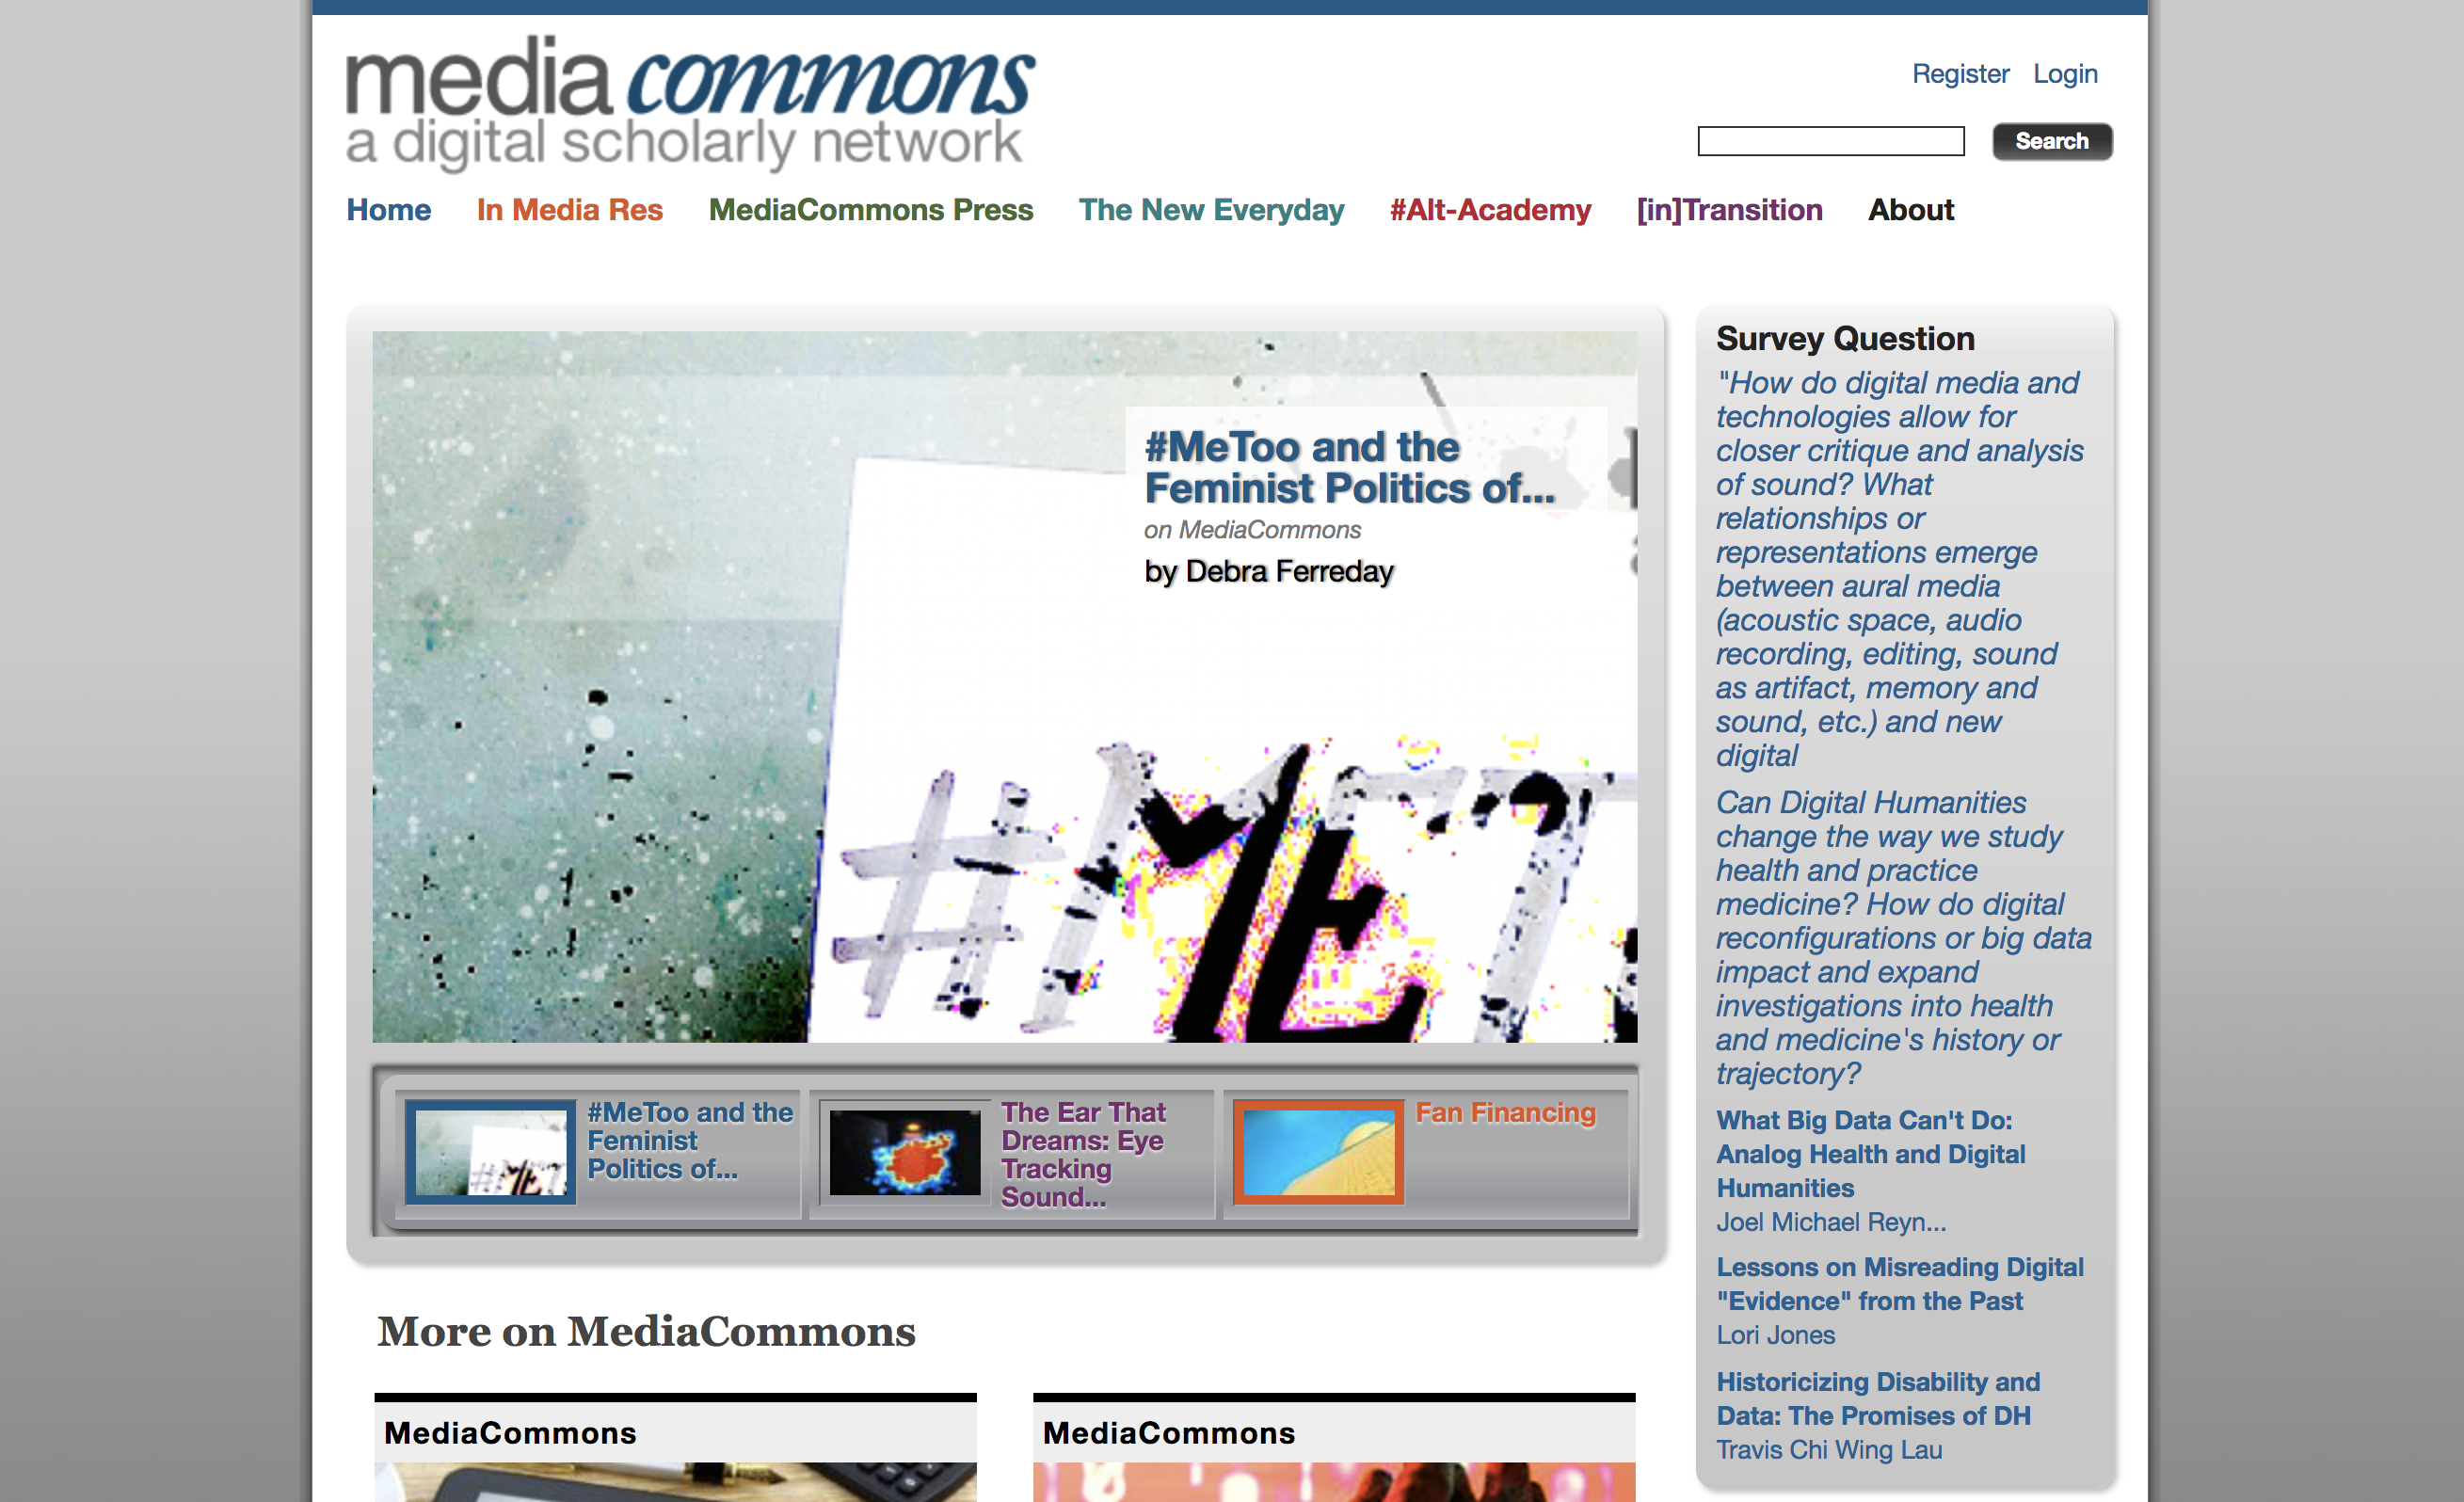 media commons
a digital scholarly network
Register Login
Search
Home In Media Res MediaCommons Press The New Everyday #Alt-Academy [in]Transition About
#MeToo and the
Feminist Politics of...
on MediaCommons
by Debra Ferreday
#MET
#MeToo and the
Feminist
Politics of...
The Ear That
Dreams: Eye
Tracking
Sound...
Fan Financing
More on MediaCommons
MediaCommons
MediaCommons
Survey Question
"How do digital media and
technologies allow for
closer critique and analysis
of sound? What
relationships or
representations emerge
between aural media
(acoustic space, audio
recording, editing, sound
as artifact, memory and
sound, etc.) and new
digital
Can Digital Humanities
change the way we study
health and practice
medicine? How do digital
reconfigurations or big data
impact and expand
investigations into health
and medicine's history or
trajectory?
What Big Data Can't Do:
Analog Health and Digital
Humanities
Joel Michael Reyn...
Lessons on Misreading Digital
"Evidence" from the Past
Lori Jones
Historicizing Disability and
Data: The Promises of DH
Travis Chi Wing Lau